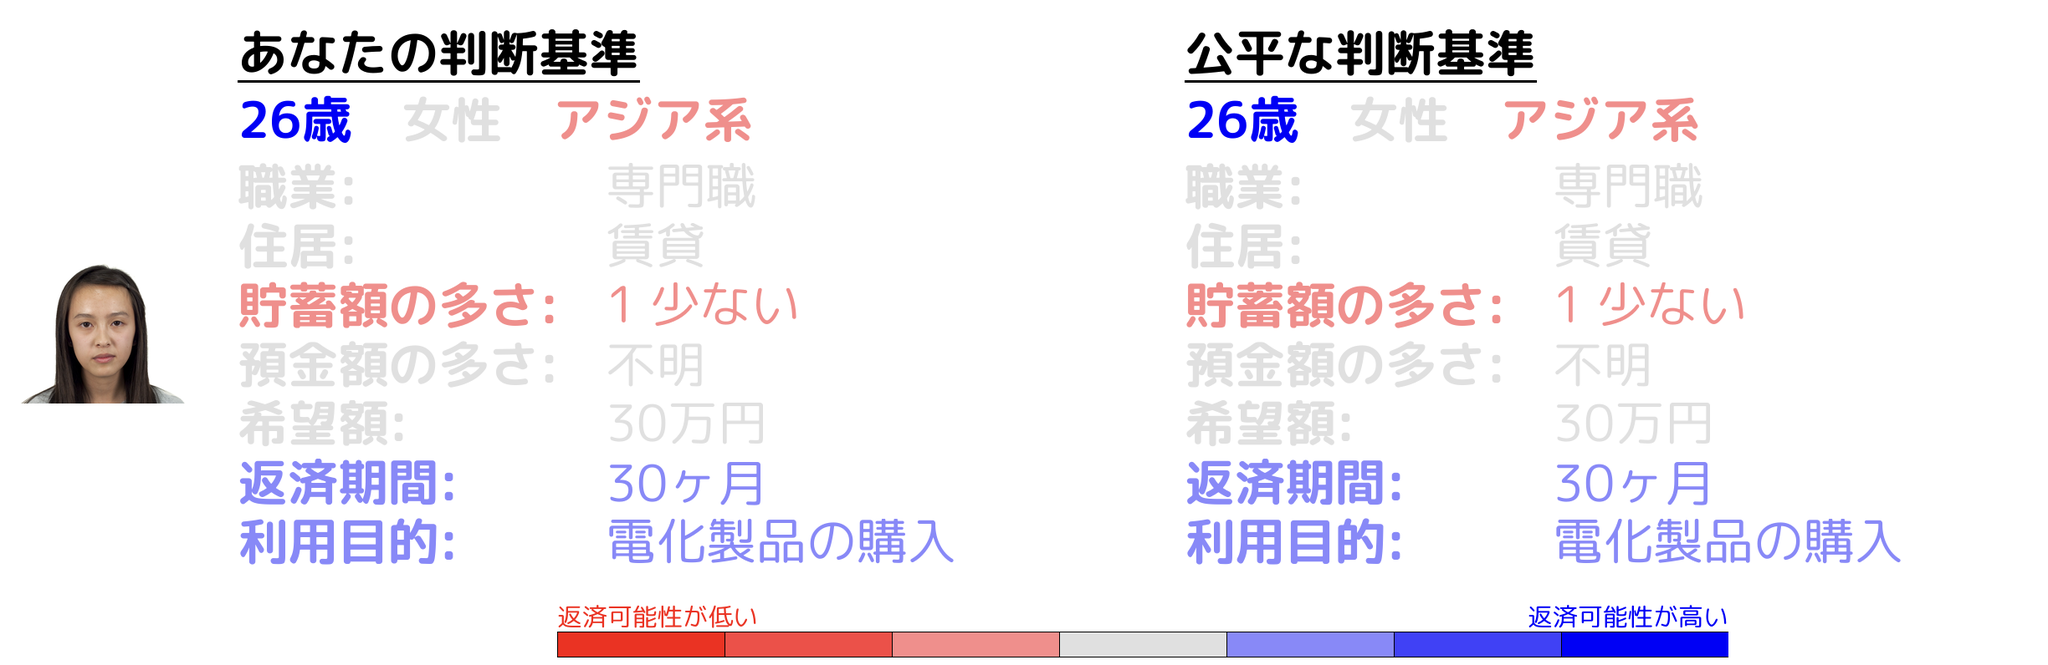 あなたの判断基準
26歳 女性 アジア系
職業: 専門職
住居: 賃貸
貯蓄額の多さ: 1 少ない
預金額の多さ: 不明
希望額: 30万円
返済期間: 30ヶ月
利用目的: 電化製品の購入
公平な判断基準
26歳 女性 アジア系
職業: 専門職
住居: 賃貸
貯蓄額の多さ: 1 少ない
預金額の多さ: 不明
希望額: 30万円
返済期間: 30ヶ月
利用目的: 電化製品の購入
返済可能性が低い
返済可能性が高い